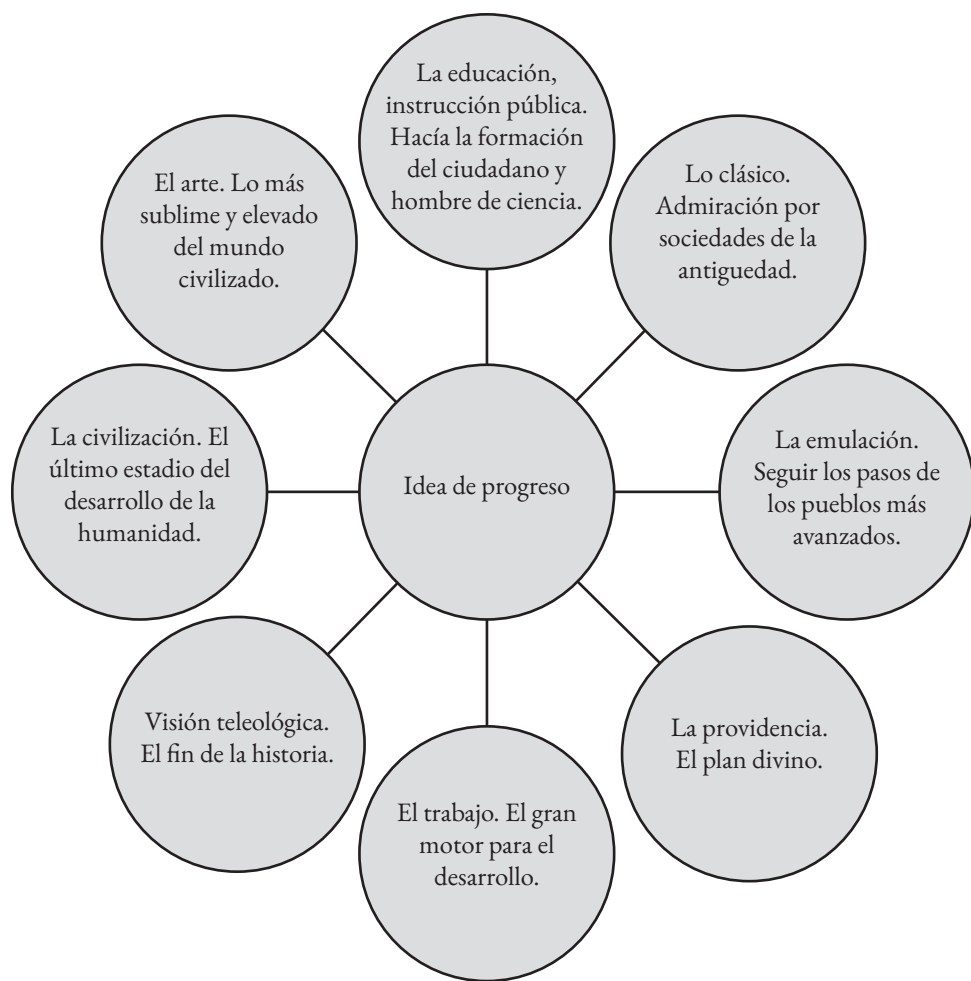 La educación,
instrucción pública.
Hacía la formación
del ciudadano y
hombre de ciencia.
El arte. Lo más
sublime y elevado
del mundo
civilizado.
Lo clásico.
Admiración por
sociedades de la
antiguedad.
La civilización. El
último estadio del
desarrollo de la
humanidad.
Idea de progreso
La emulación.
Seguir los pasos de
los pueblos más
avanzados.
Visión teleológica.
El fin de la historia.
La providencia.
El plan divino.
El trabajo. El gran
motor para el
desarrollo.